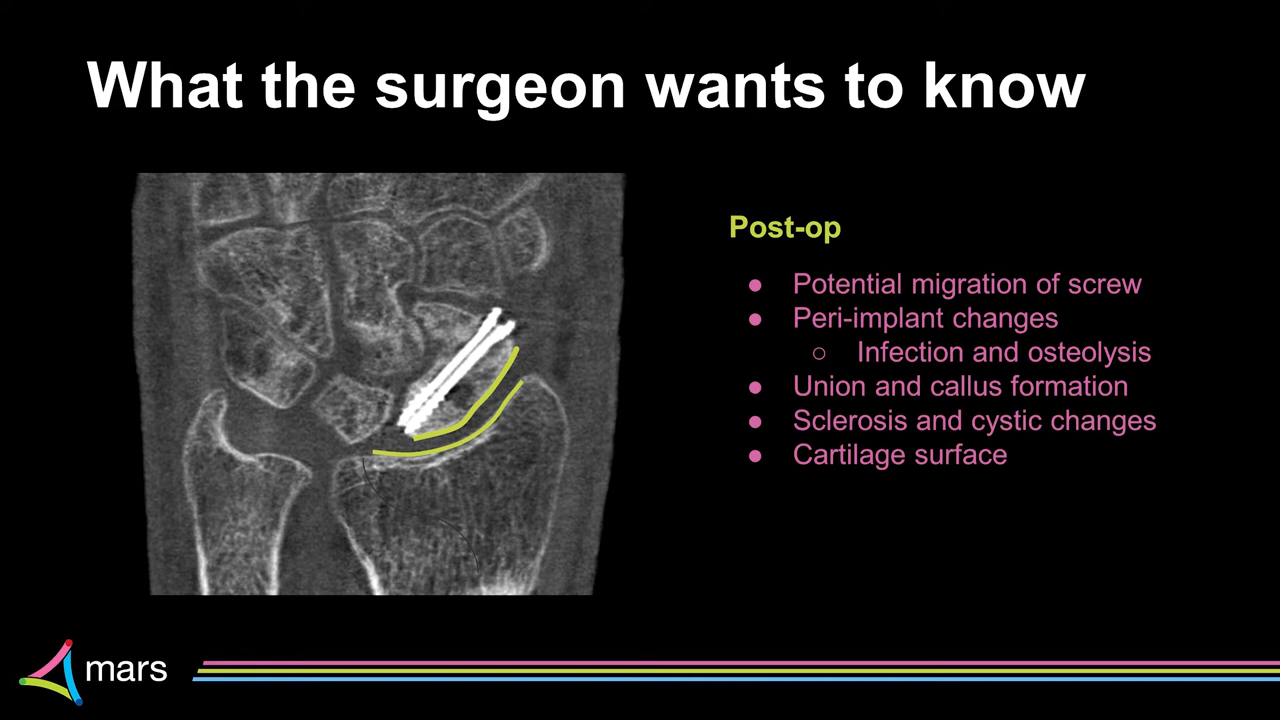 What the surgeon wants to know
Post-op
● Potential migration of screw
● Peri-implant changes
○ Infection and osteolysis
● Union and callus formation
● Sclerosis and cystic changes
● Cartilage surface
mars